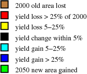 2000 old area lost
yield loss > 25% of 2000
yield loss 5–25%
yield change within 5%
yield gain 5–25%
yield gain > 25%
2050 new area gained